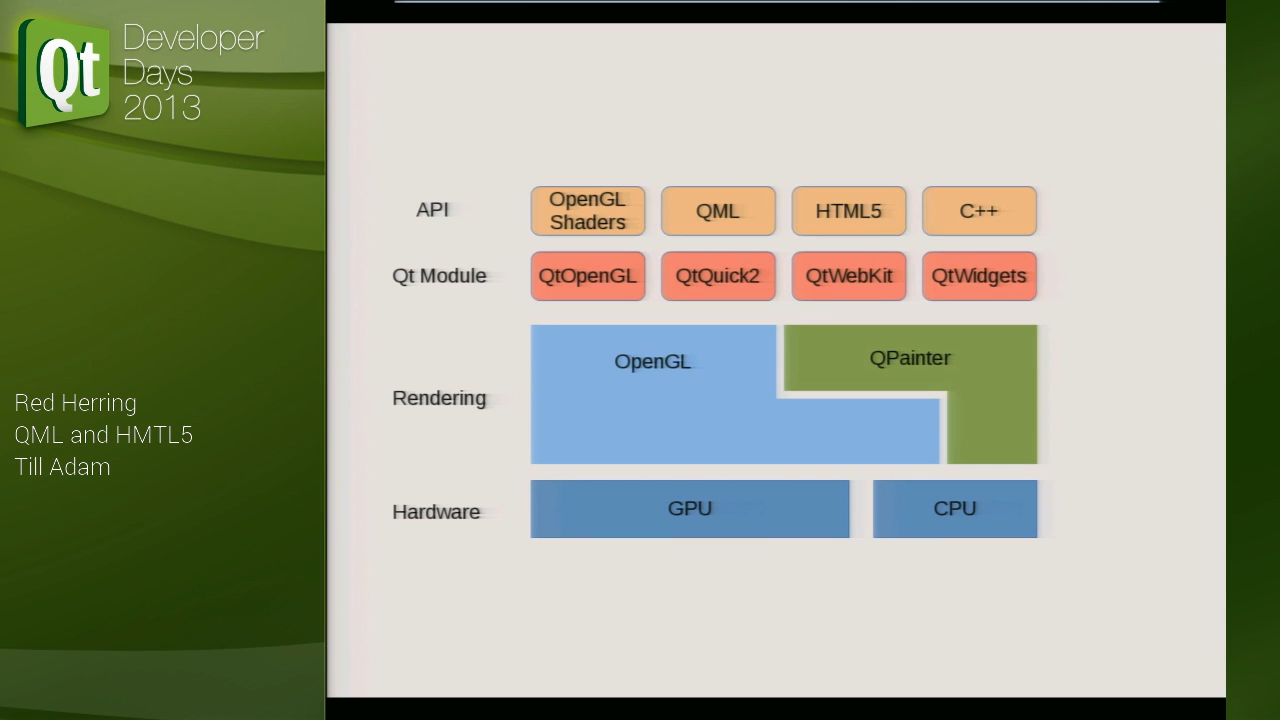 Qt
Developer
Days
2013
Red Herring
QML and HMTL5
Till Adam
API
OpenGL
Shaders
QML
HTML5
C++
Qt Module
QtOpenGL
QtQuick2
QtWebKit
QtWidgets
Rendering
OpenGL
QPainter
Hardware
GPU
CPU